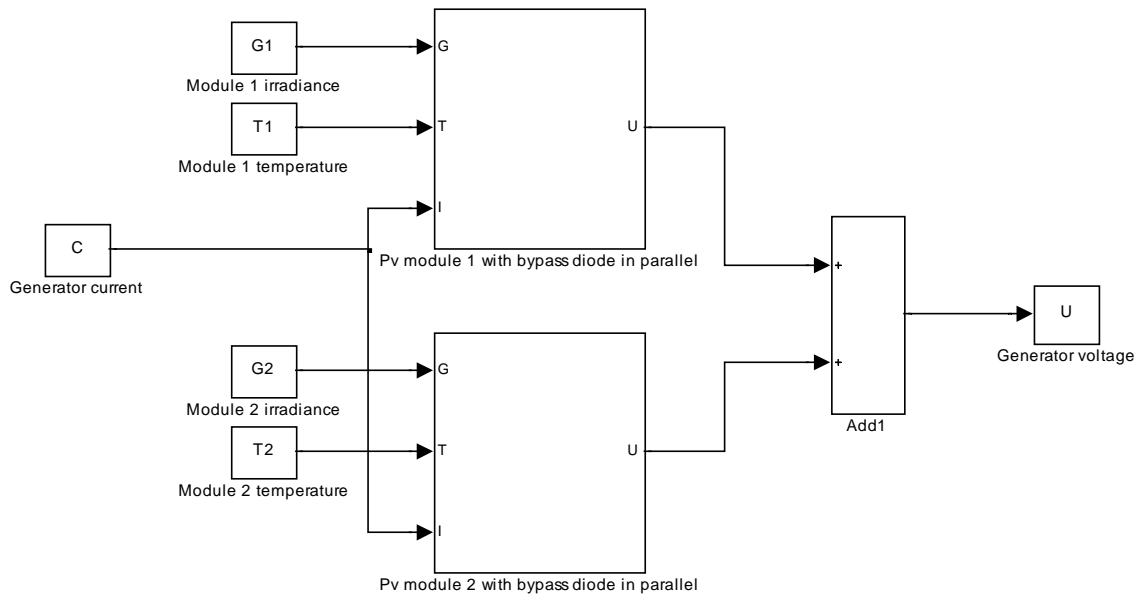 G1
G
Module 1 irradiance
T1
T
U
Module 1 temperature
I
C
Generator current
Pv module 1 with bypass diode in parallel
+
U
Generator voltage
G2
G
+
Module 2 irradiance
Add1
T2
T
U
Module 2 temperature
I
Pv module 2 with bypass diode in parallel